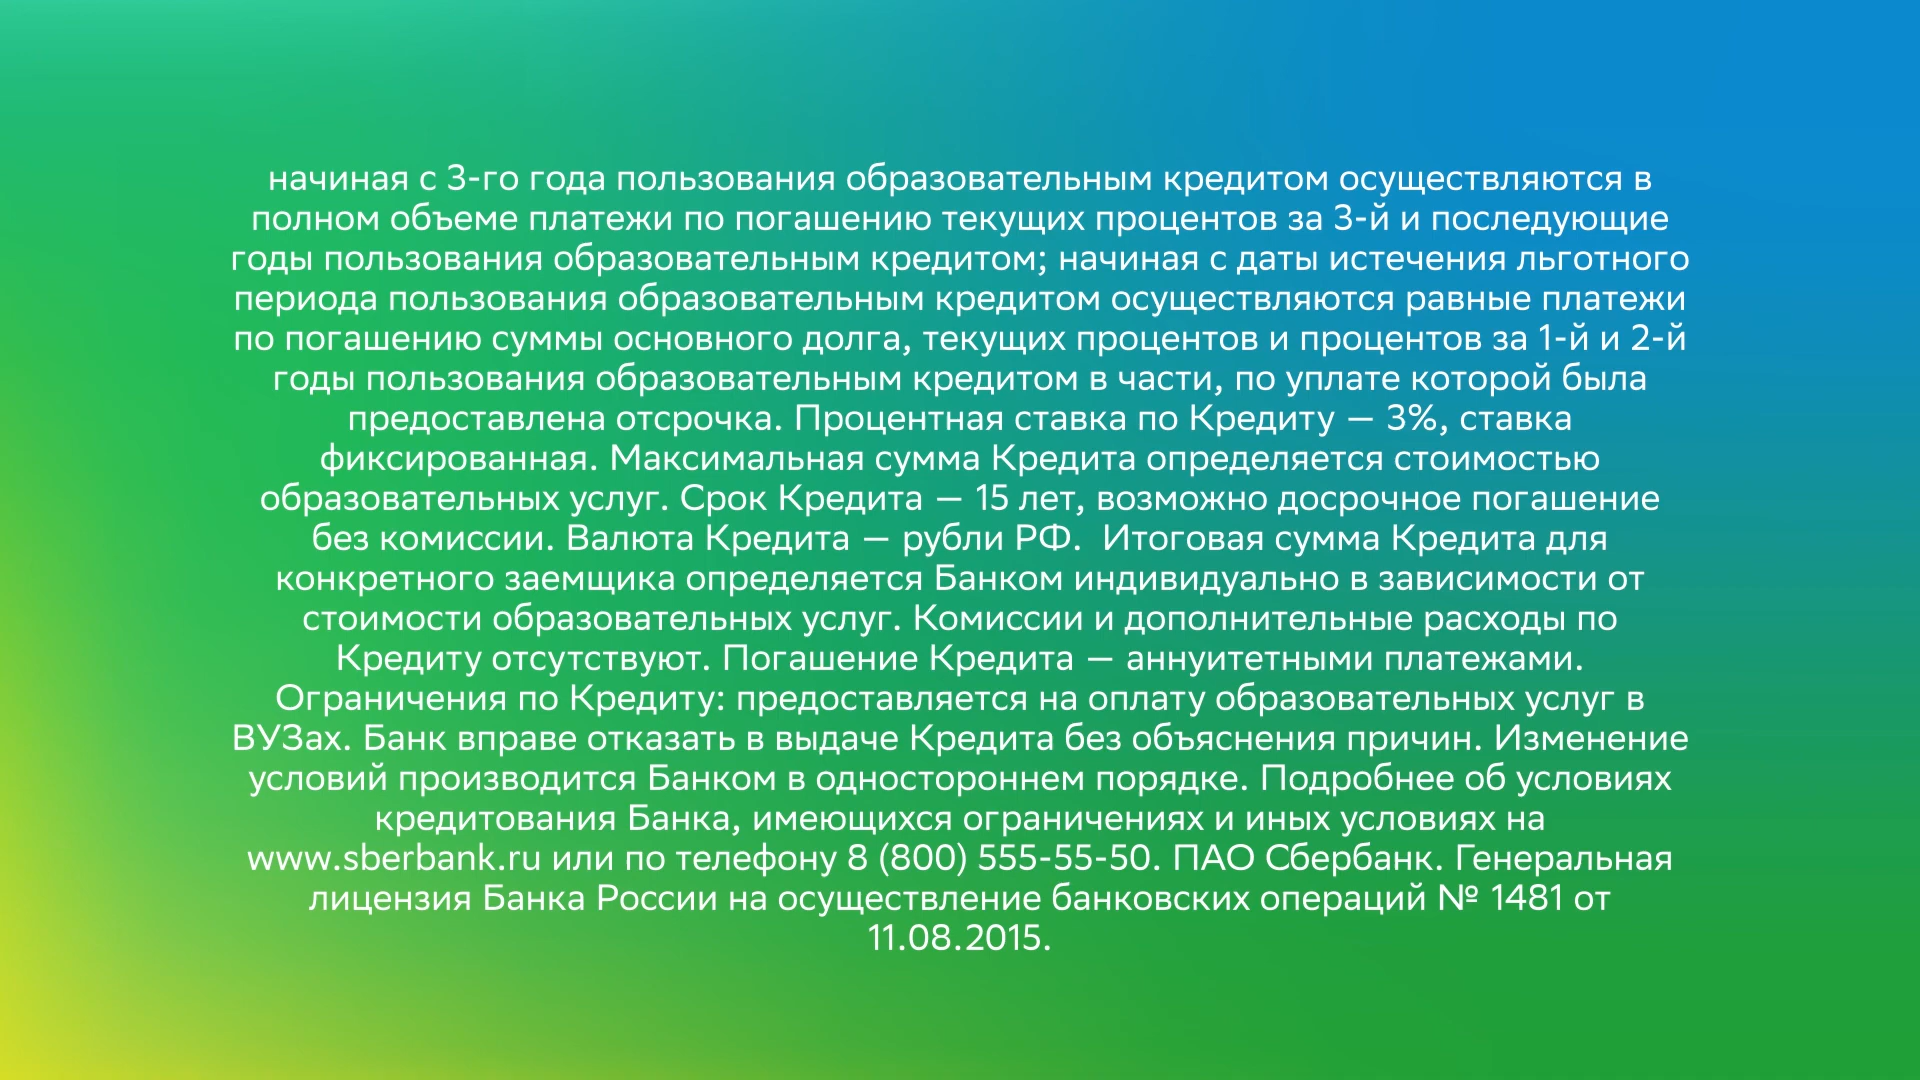 начиная с 3-го года пользования образовательным кредитом осуществляются в
полном объеме платежи по погашению текущих процентов за 3-й и последующие
годы пользования образовательным кредитом; начиная с даты истечения льготного
периода пользования образовательным кредитом осуществляются равные платежи
по погашению суммы основного долга, текущих процентов и процентов за 1-й и 2-й
годы пользования образовательным кредитом в части, по уплате которой была
предоставлена отсрочка. Процентная ставка по Кредиту — 3%, ставка
фиксированная. Максимальная сумма Кредита определяется стоимостью
образовательных услуг. Срок Кредита — 15 лет, возможно досрочное погашение
без комиссии. Валюта Кредита — рубли РФ.  Итоговая сумма Кредита для
конкретного заемщика определяется Банком индивидуально в зависимости от
стоимости образовательных услуг. Комиссии и дополнительные расходы по
Кредиту отсутствуют. Погашение Кредита — аннуитетными платежами.
Ограничения по Кредиту: предоставляется на оплату образовательных услуг в
ВУЗах. Банк вправе отказать в выдаче Кредита без объяснения причин. Изменение
условий производится Банком в одностороннем порядке. Подробнее об условиях
кредитования Банка, имеющихся ограничениях и иных условиях на
www.sberbank.ru или по телефону 8 (800) 555-55-50. ПАО Сбербанк. Генеральная
лицензия Банка России на осуществление банковских операций № 1481 от
11.08.2015.